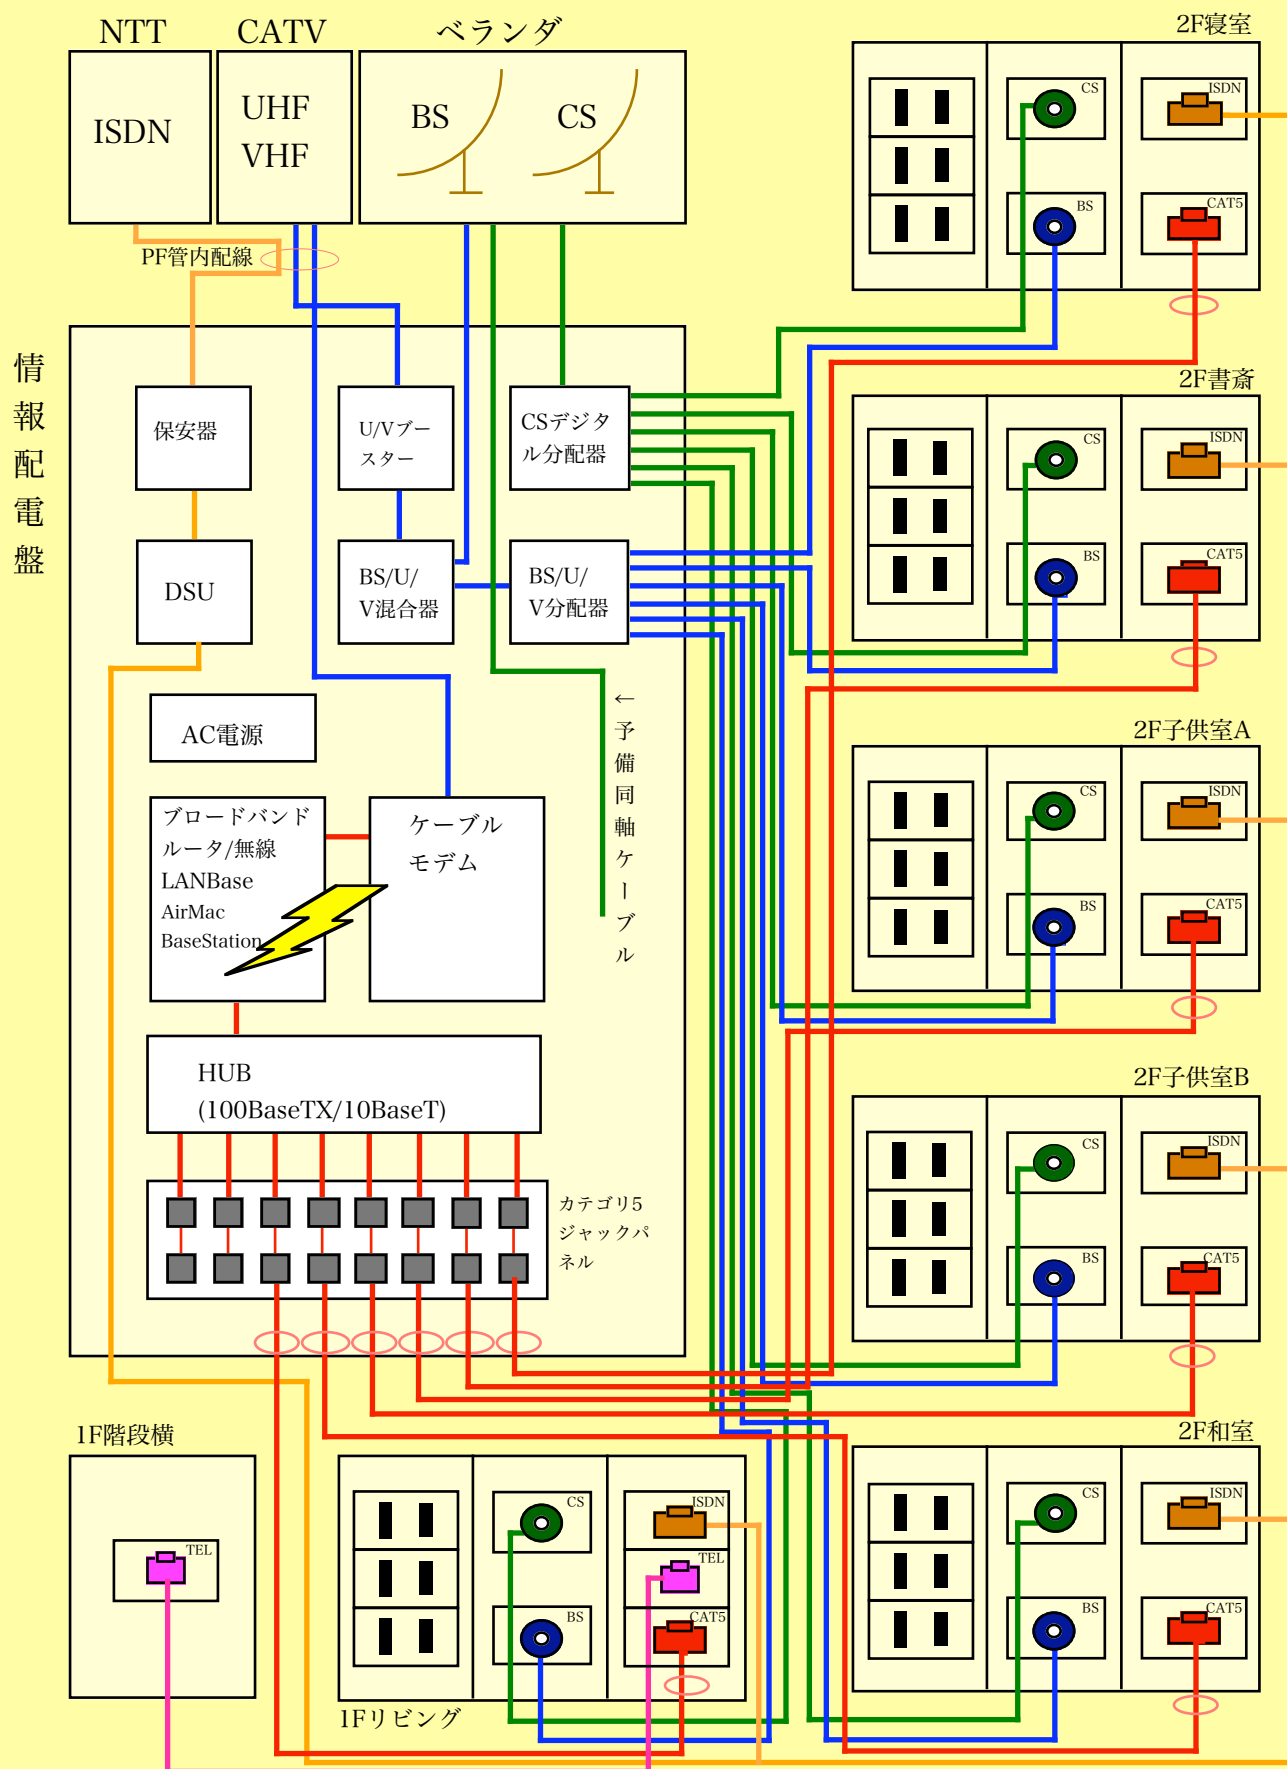 NTT
CATV
ベランダ
ISDN
UHF
VHF
BS
CS
PF管内配線
情報配電盤
保安器
U/Vブー
スター
CSデジタ
ル分配器
DSU
BS/U/
V混合器
BS/U/
V分配器
AC電源
←予備同軸ケーブル
ブロードバンド
ルータ/無線
LANBase
AirMac
BaseStation
ケーブル
モデム
HUB
(100BaseTX/10BaseT)
カテゴリ5
ジャックパ
ネル
2F寝室
CS
ISDN
BS
CAT5
2F書斎
CS
ISDN
BS
CAT5
2F子供室A
CS
ISDN
BS
CAT5
2F子供室B
CS
ISDN
BS
CAT5
2F和室
CS
ISDN
BS
CAT5
1F階段横
TEL
CS
ISDN
TEL
BS
CAT5
1Fリビング